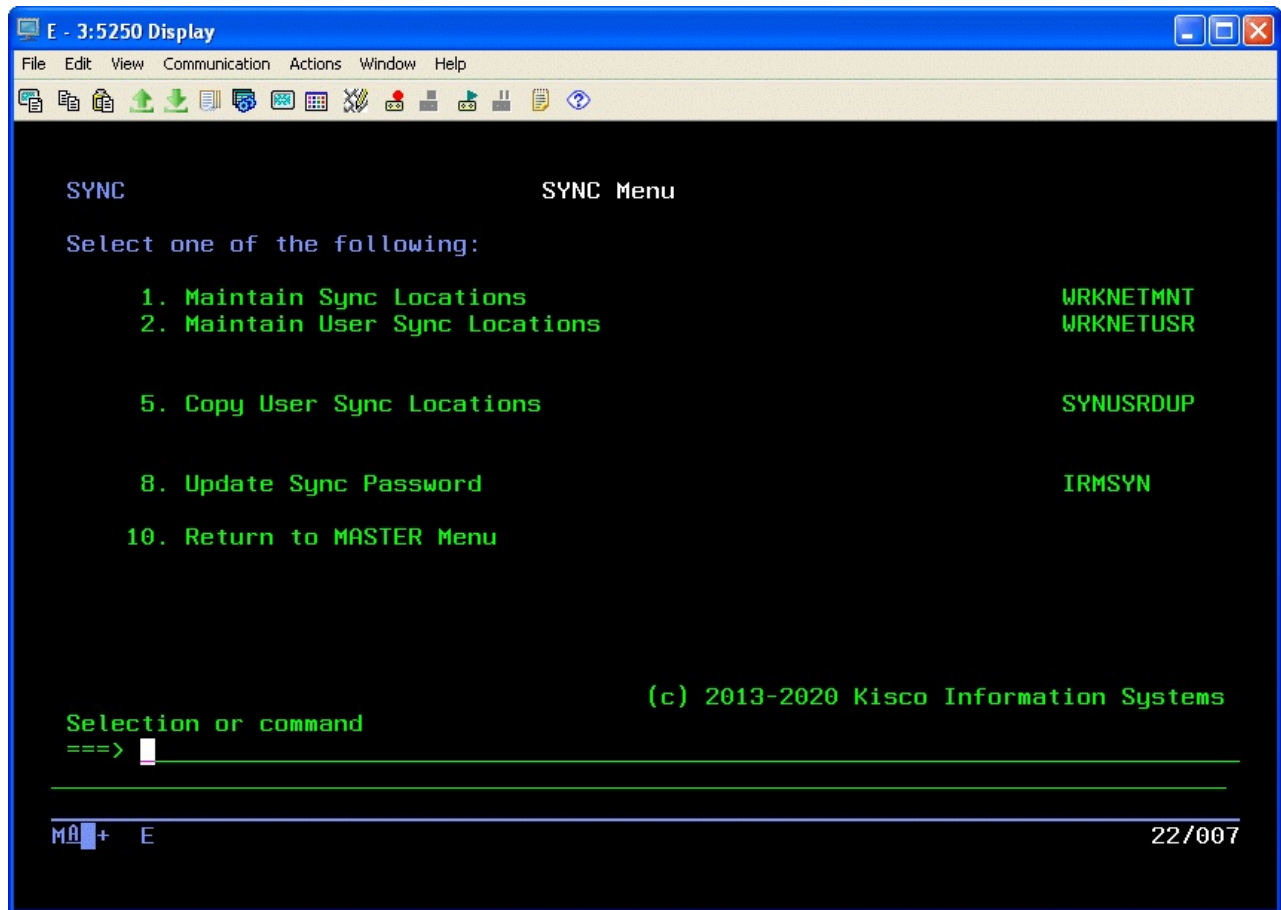 E - 3:5250 Display
File Edit View Communication Actions Window Help
SYNC SYNC Menu
Select one of the following:
1. Maintain Sync Locations WRKNETMNT
2. Maintain User Sync Locations WRKNETUSR
5. Copy User Sync Locations SYNUSRDUP
8. Update Sync Password IRMSYN
10. Return to MASTER Menu
(c) 2013-2020 Kisco Information Systems
Selection or command
===>
MA + E 22/007